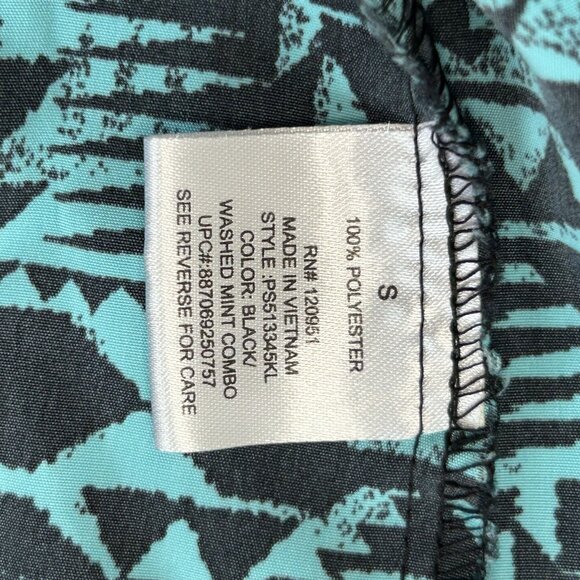 S
100% POLYESTER
RN# 120951
MADE IN VIETNAM
STYLE: PS513345KL
COLOR: BLACK/
WASHED MINT COMBO
UPC#:887069250757
SEE REVERSE FOR CARE